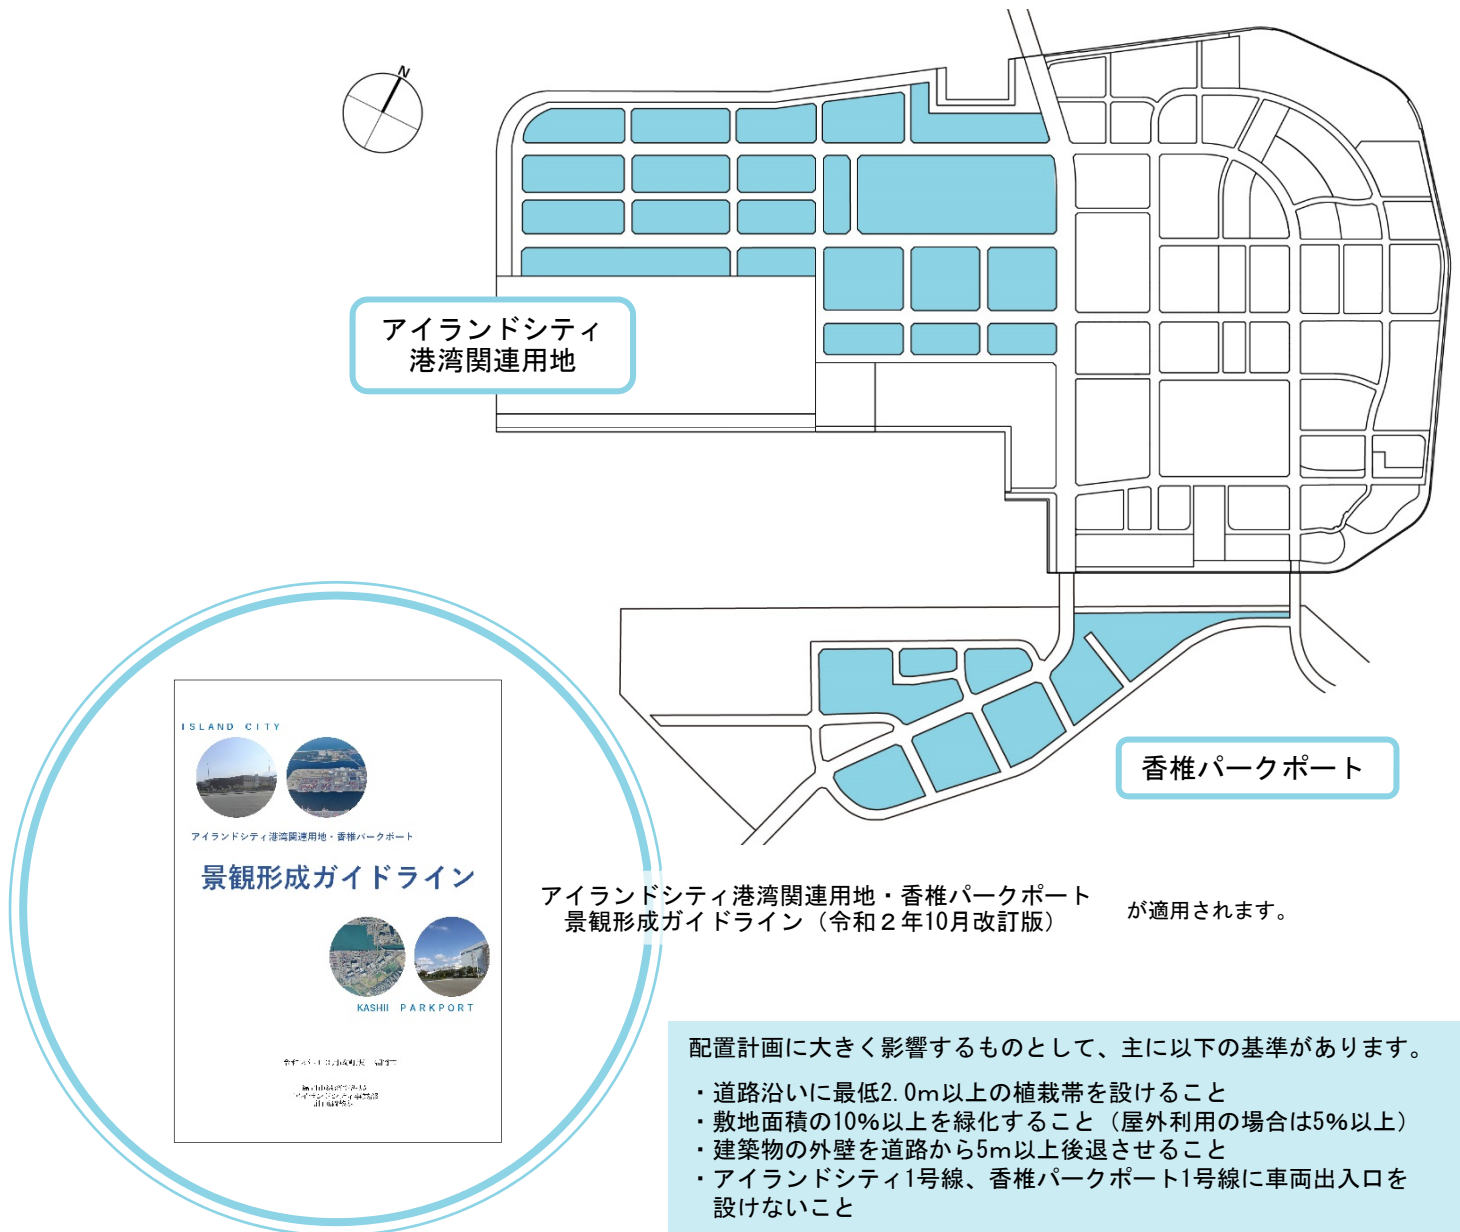 N
アイランドシティ
港湾関連用地
香椎パークポート
ISLAND CITY
アイランドシティ港湾関連用地・香椎パークポート
景観形成ガイドライン
KASHII PARKPORT
アイランドシティ港湾関連用地・香椎パークポート
景観形成ガイドライン（令和２年10月改訂版）
が適用されます。
配置計画に大きく影響するものとして、主に以下の基準があります。
・道路沿いに最低2.0m以上の植栽帯を設けること
・敷地面積の10%以上を緑化すること（屋外利用の場合は5%以上）
・建築物の外壁を道路から5m以上後退させること
・アイランドシティ1号線、香椎パークポート1号線に車両出入口を
設けないこと